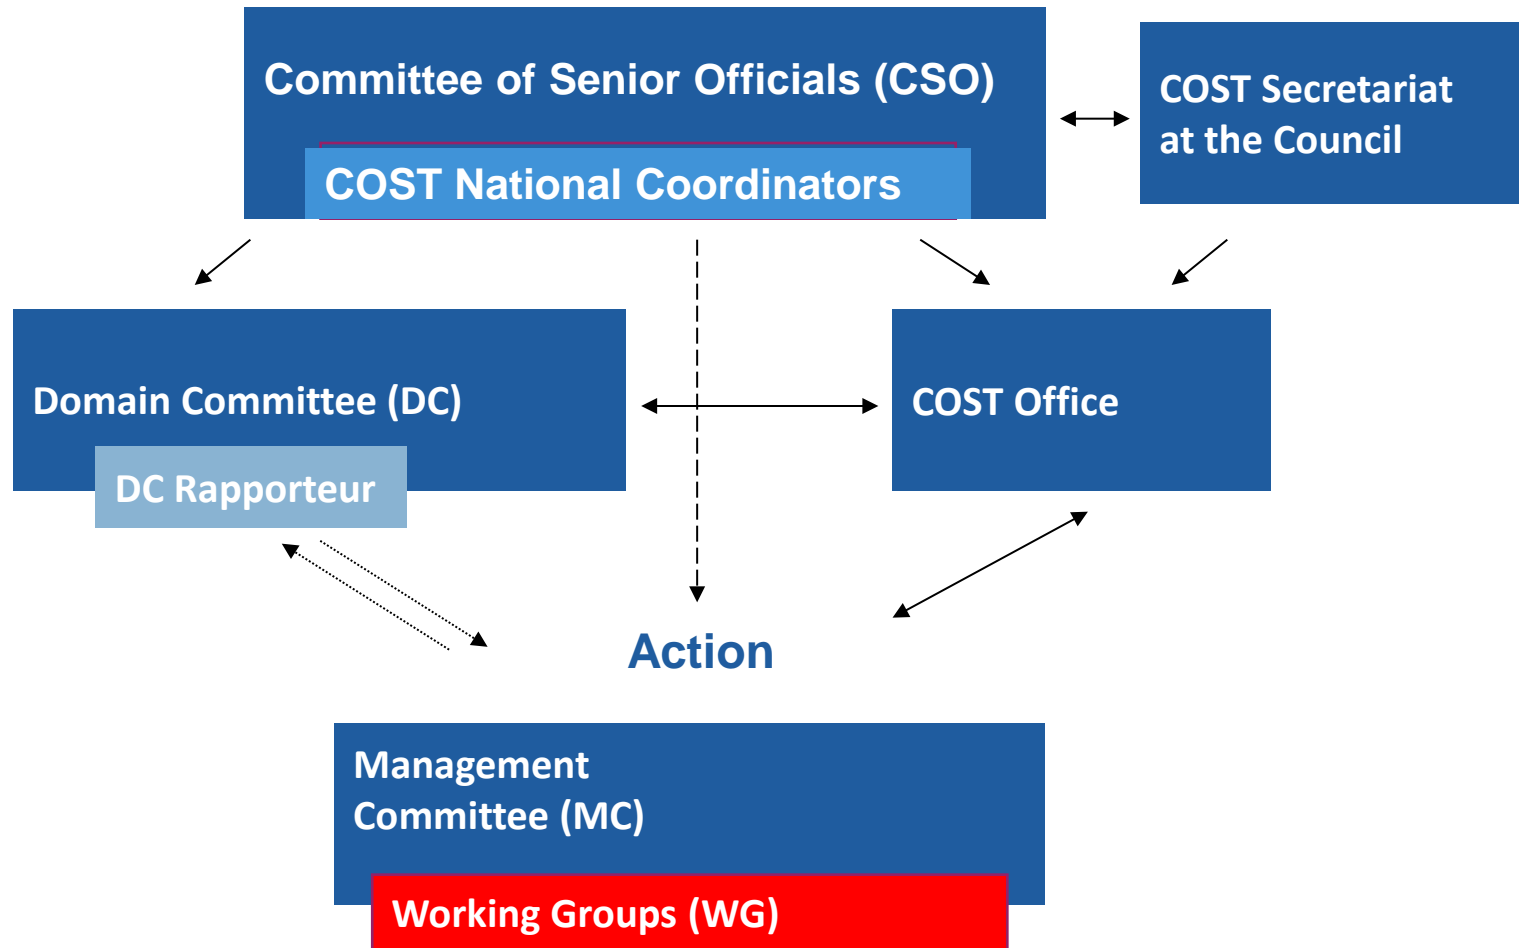 Committee of Senior Officials (CSO)
COST Secretariat
at the Council
COST National Coordinators
Domain Committee (DC)
COST Office
DC Rapporteur
Action
Management
Committee (MC)
Working Groups (WG)